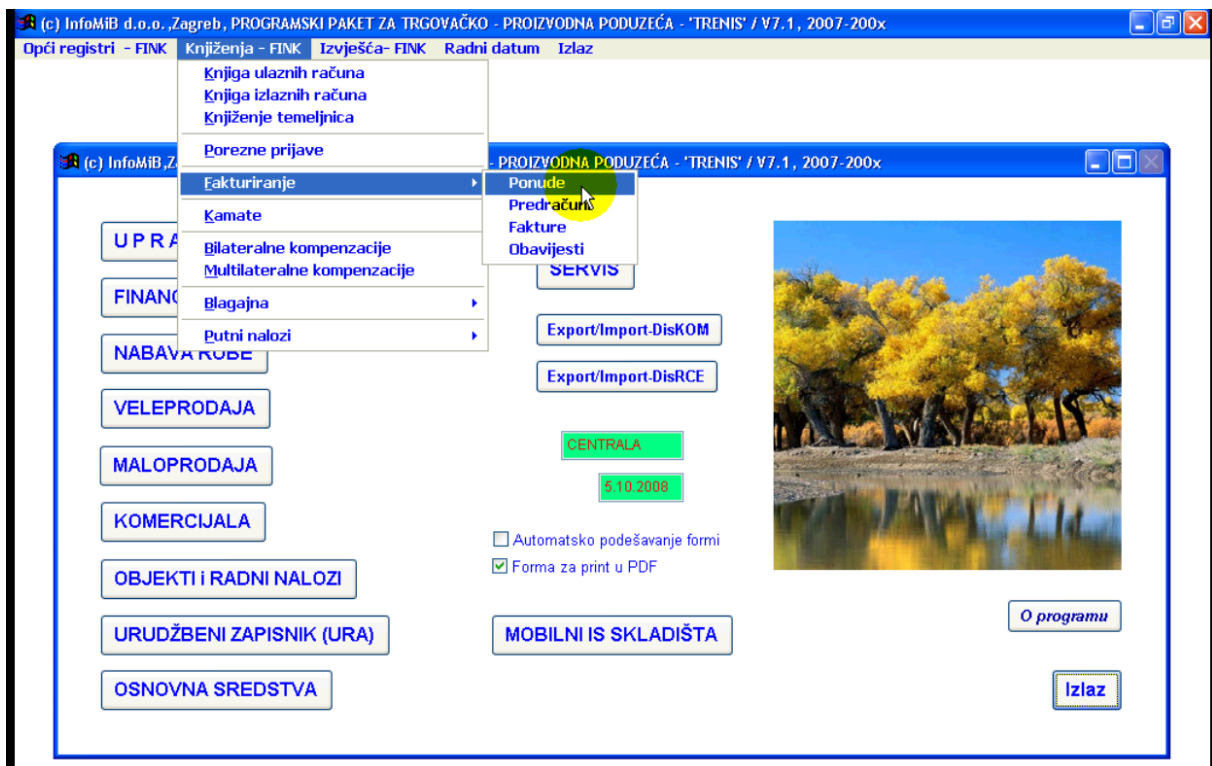 (c) InfoMiB d.o.o. ,Zagreb, PROGRAMSKI PAKET ZA TRGOVAČKO - PROIZVODNA PODUZEĆA - 'TRENIS' / V7.1, 2007-200x
Opći registri - FINK Knjiženja - FINK Izvješća- FINK Radni datum Izlaz
Knjiga ulaznih računa
Knjiga izlaznih računa
Knjiženje temeljnica
Porezne prijave
Fakturiranje
Kamate
Bilateralne kompenzacije
Multilateralne kompenzacije
Blagajna
Putni nalozi
Ponude
Fakture
Obavijesti
(c) InfoMiB,Z - PROIZVODNA PODUZEĆA - 'TRENIS' / V7.1, 2007-200x
UPRA
FINANC
NABAVA ROBE
VELEPRODAJA
MALOPRODAJA
KOMERCIJALA
OBJEKTI i RADNI NALOZI
URUDŽBENI ZAPISNIK (URA)
OSNOVNA SREDSTVA
SERVIS
Export/Import-DisKOM
Export/Import-DisRCE
CENTRALA
5.10.2008
Automatsko podešavanje formi
Forma za print u PDF
MOBILNI IS SKLADIŠTA
O programu
Izlaz